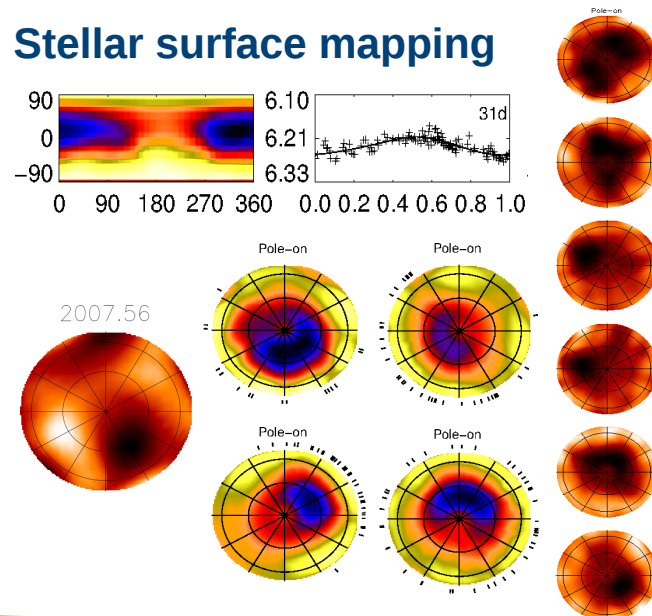 Stellar surface mapping
Pole-on
90
0
-90
0 90 180 270 360
6.10
6.21
6.33
31d
0.0 0.2 0.4 0.6 0.8 1.0
Pole-on
Pole-on
2007.56
Pole-on
Pole-on